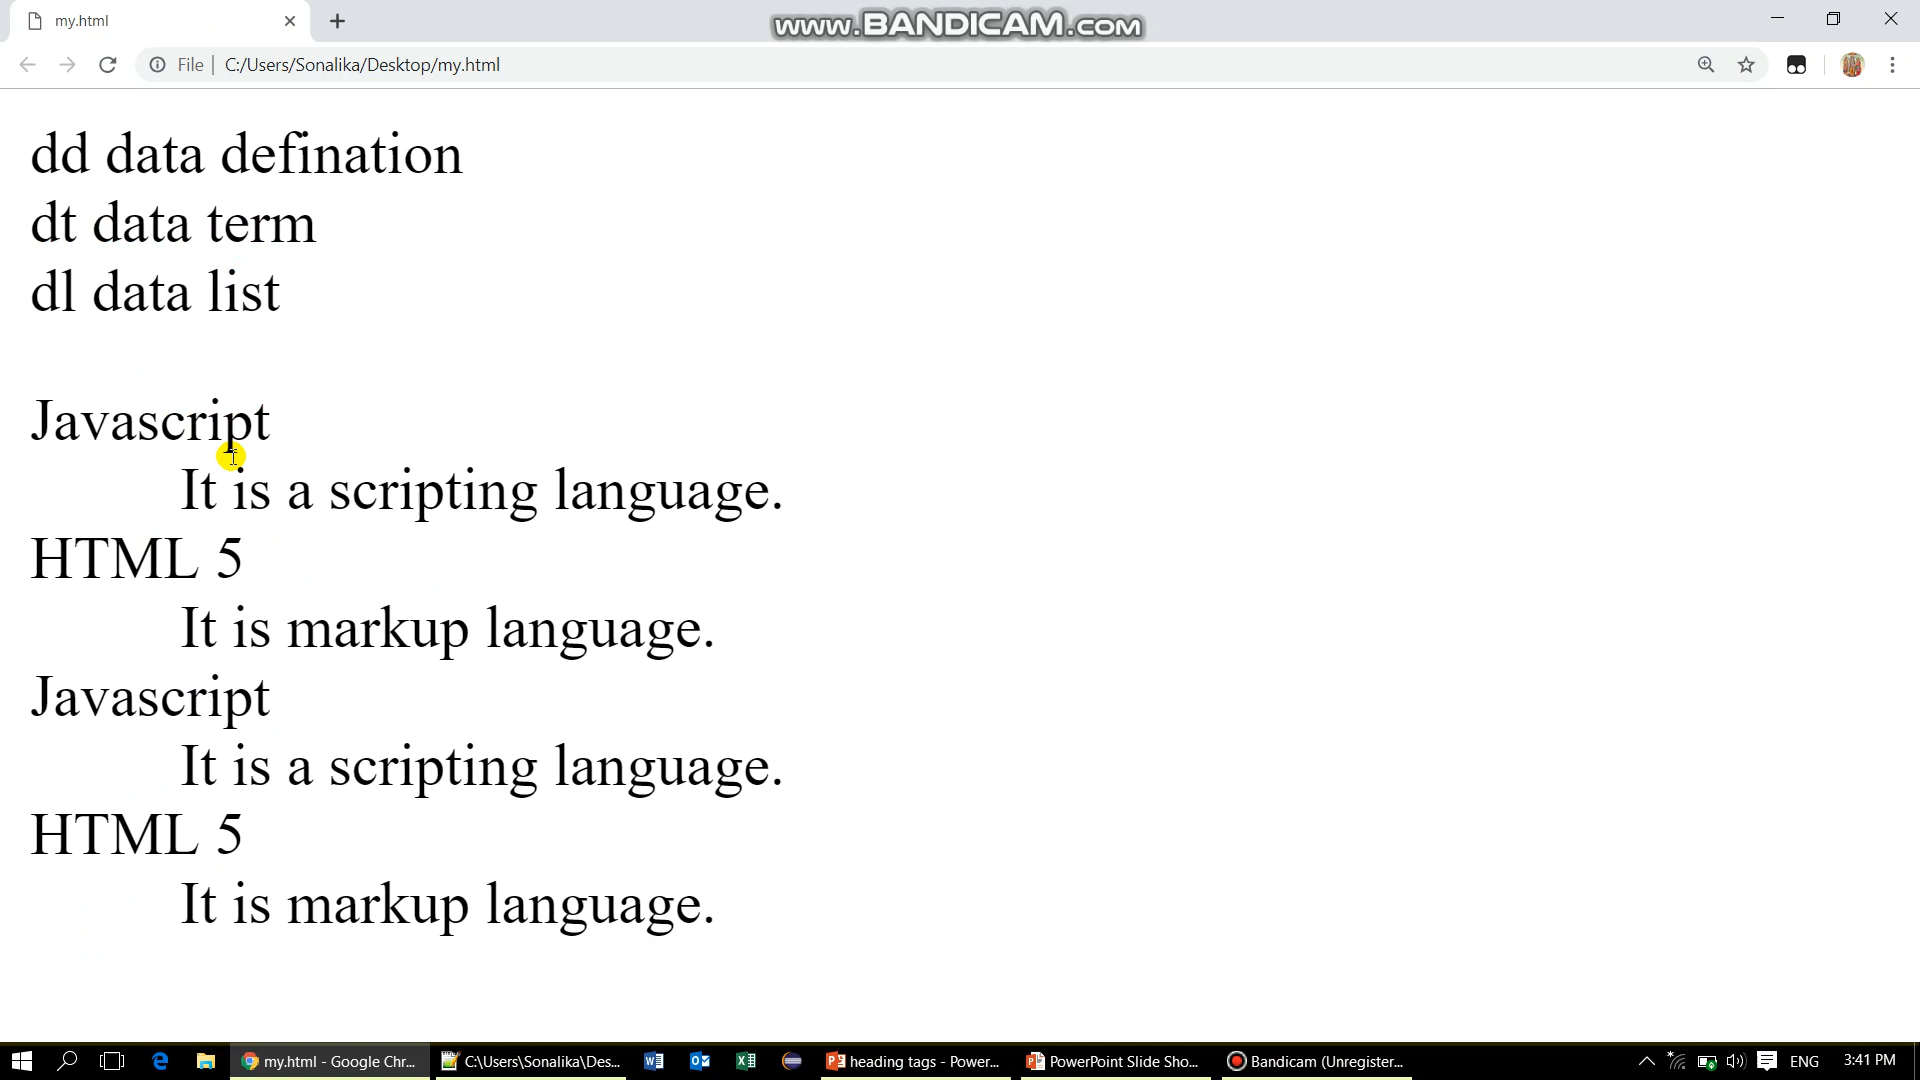 my.html
www.BANDICAM.com
File
C:/Users/Sonalika/Desktop/my.html
dd data defination
dt data term
dl data list
Javascript
It is a scripting language.
HTML 5
It is markup language.
Javascript
It is a scripting language.
HTML 5
It is markup language.
my.html - Google Chr...
C:\Users\Sonalika\Des...
heading tags - Power...
PowerPoint Slide Sho...
Bandicam (Unregister...
ENG
3:41 PM